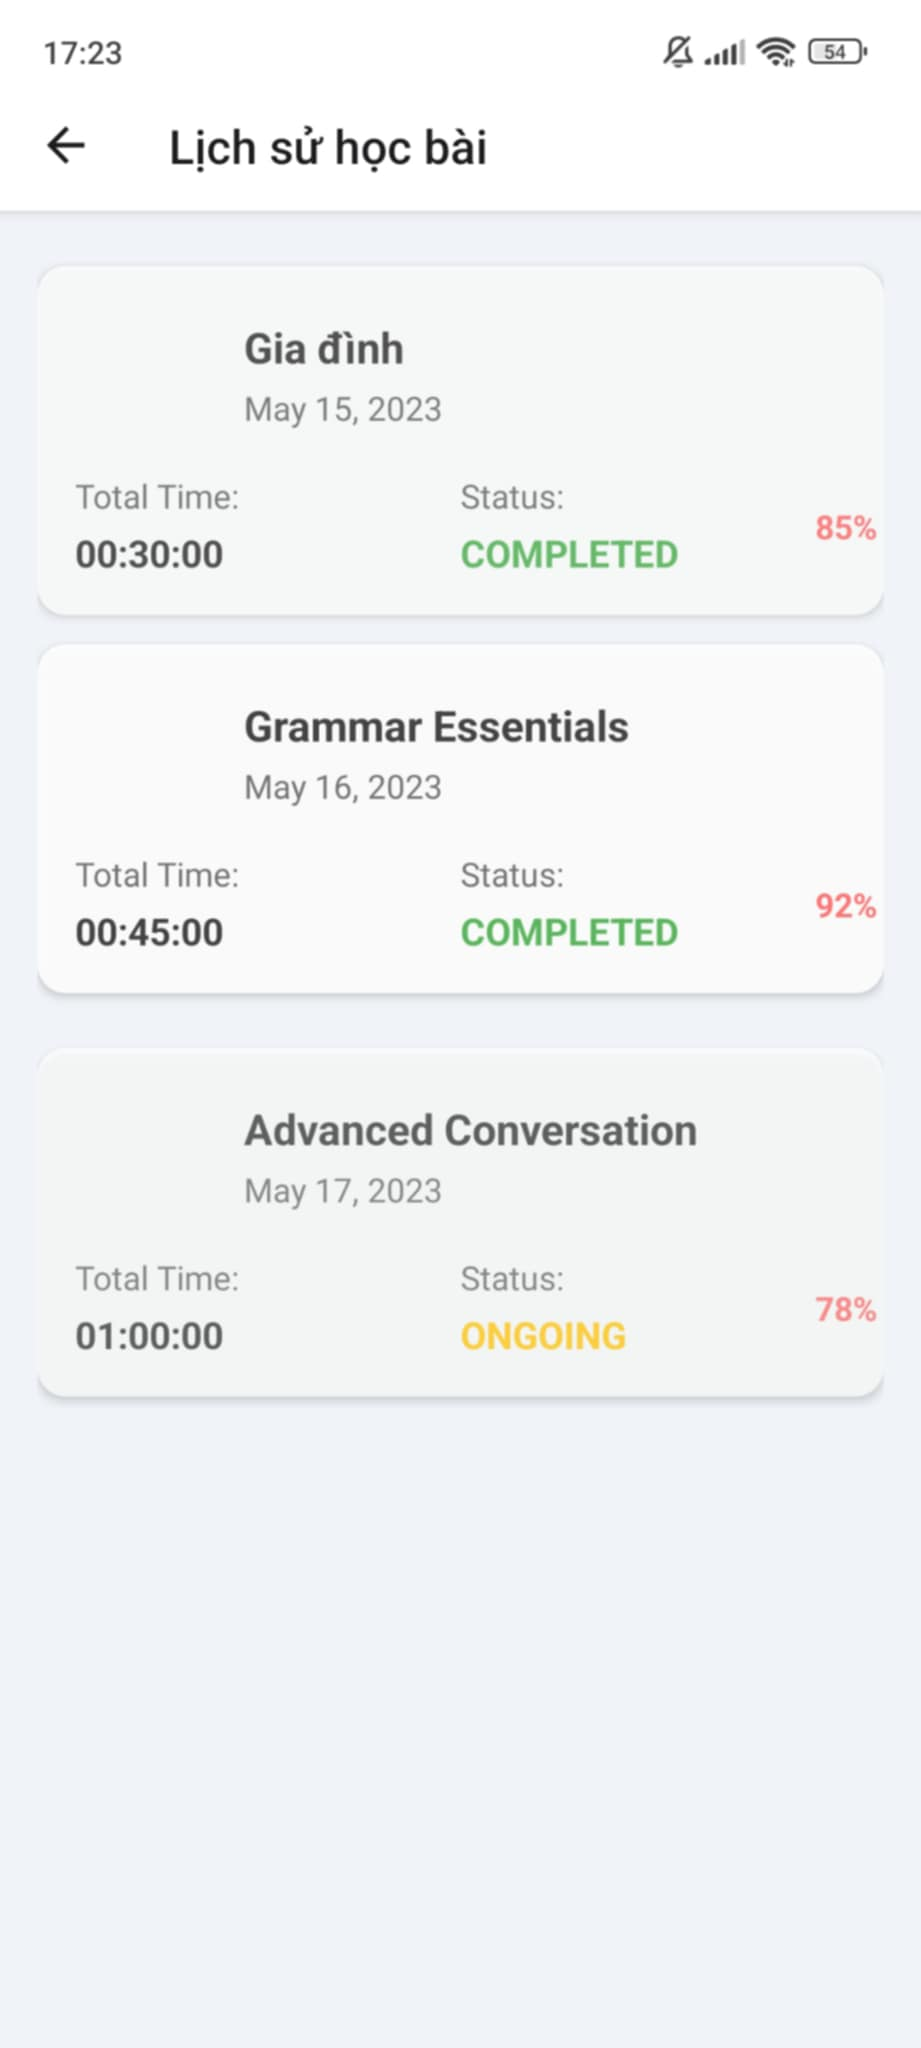 17:23
54
Lịch sử học bài
Gia đình
May 15, 2023
Total Time:
Status:
00:30:00
COMPLETED
85%
Grammar Essentials
May 16, 2023
Total Time:
Status:
00:45:00
COMPLETED
92%
Advanced Conversation
May 17, 2023
Total Time:
Status:
01:00:00
ONGOING
78%